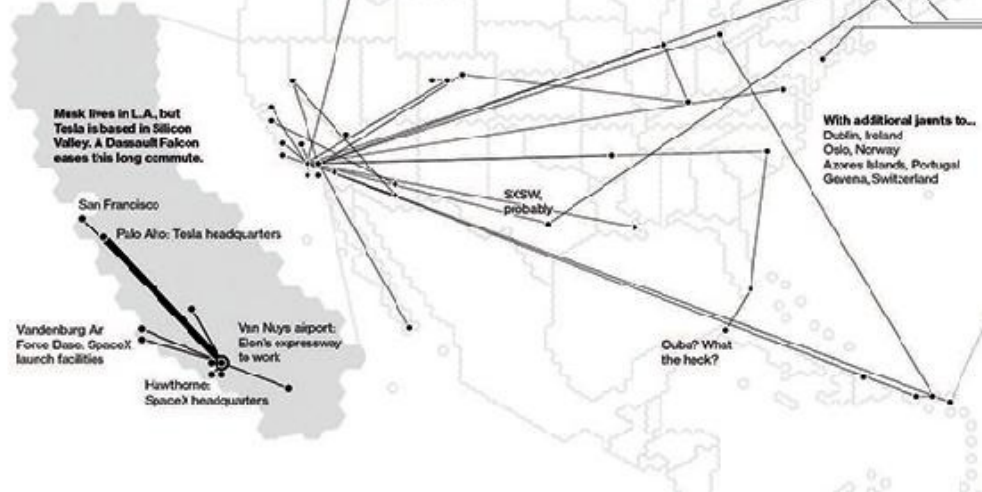 Musk lives in L.A., but
Tesla is based in Silicon
Valley. A Dassault Falcon
eases this long commute.
San Francisco
Palo Alto: Tesla headquarters
Vandenburg Air
Force Base: SpaceX
launch facilities
Van Nuys airport:
Elon's expressway
to work
Hawthorne:
SpaceX headquarters
SXSW,
probably
Cuba? What
the heck?
With additional jaunts to...
Dublin, Ireland
Oslo, Norway
Azores Islands, Portugal
Gevena, Switzerland